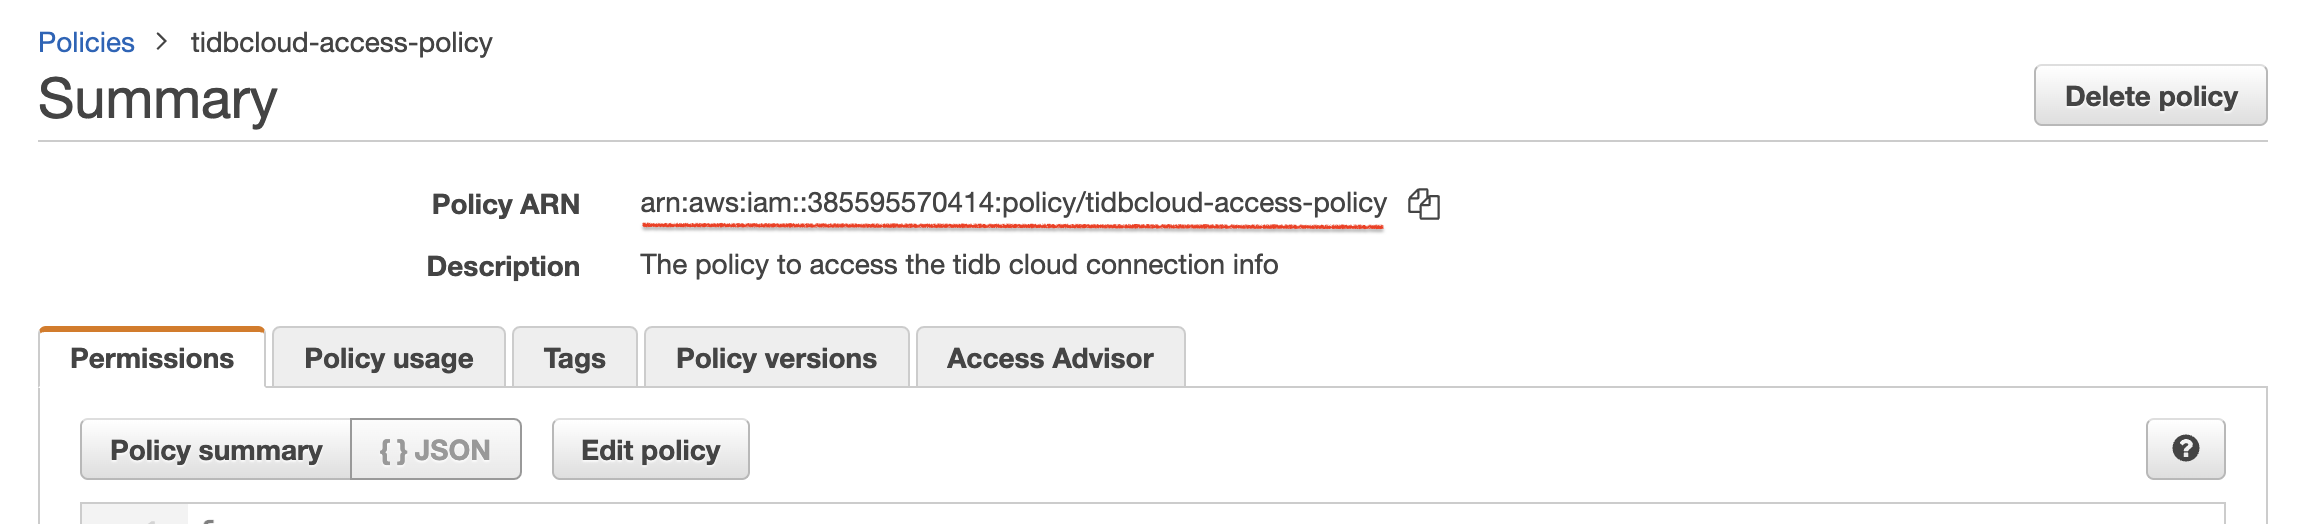 Policies > tidbcloud-access-policy
Summary
Delete policy
Policy ARN arn:aws:iam::385595570414:policy/tidbcloud-access-policy
Description The policy to access the tidb cloud connection info
Permissions Policy usage Tags Policy versions Access Advisor
Policy summary { } JSON Edit policy ?